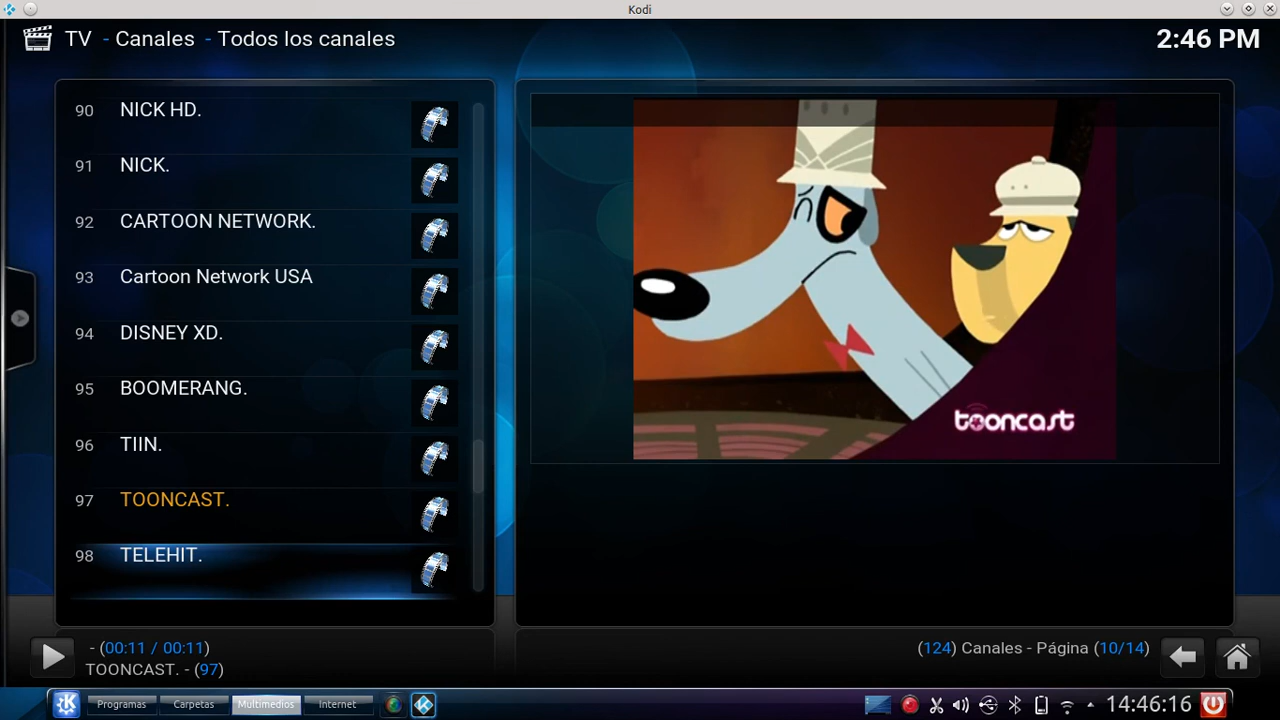 Kodi
TV - Canales - Todos los canales
2:46 PM
90 NICK HD.
91 NICK.
92 CARTOON NETWORK.
93 Cartoon Network USA
94 DISNEY XD.
95 BOOMERANG.
96 TIIN.
97 TOONCAST.
98 TELEHIT.
tooncast
- (00:11 / 00:11)
TOONCAST. - (97)
(124) Canales - Página (10/14)
Programas Carpetas Multimedios Internet
14:46:16